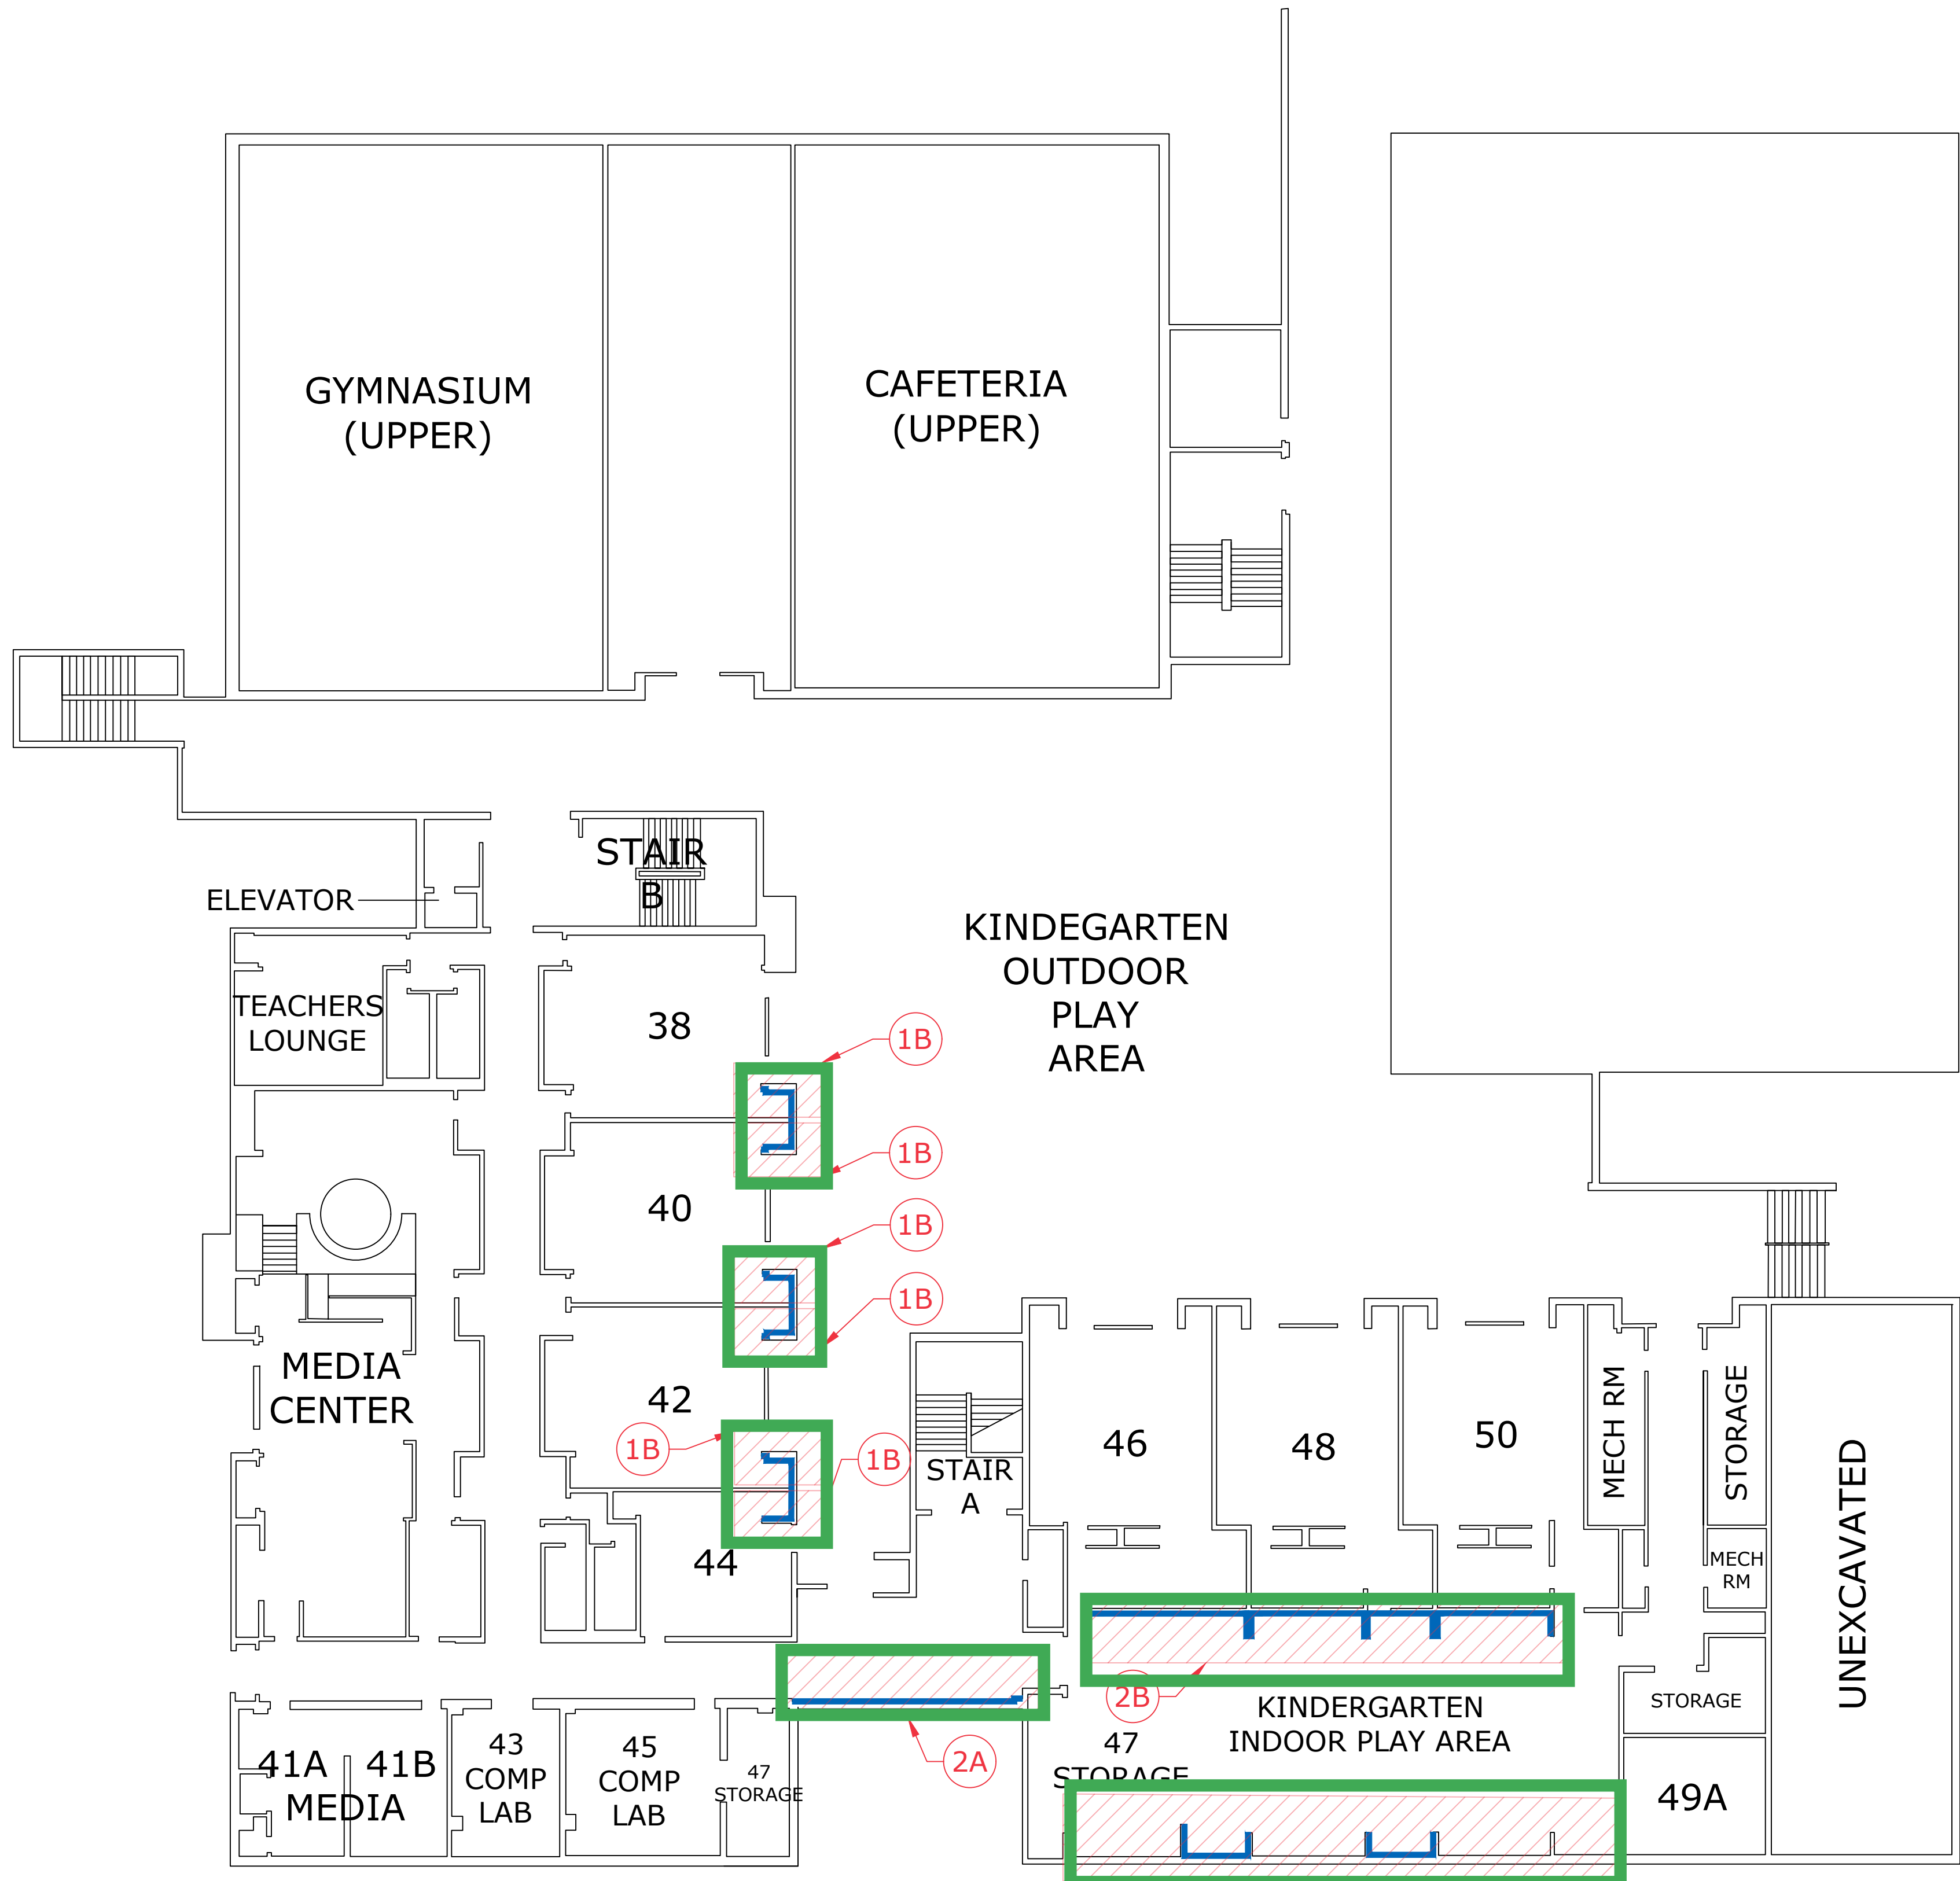 GYMNASIUM
(UPPER)
CAFETERIA
(UPPER)
STAIR
B
ELEVATOR
KINDEGARTEN
OUTDOOR
PLAY
AREA
TEACHERS
LOUNGE
38
1B
1B
40
1B
1B
MEDIA
CENTER
42
1B
1B
44
STAIR
A
46
48
50
MECH RM
STORAGE
MECH
RM
UNEXCAVATED
2B
KINDERGARTEN
INDOOR PLAY AREA
STORAGE
41A
41B
MEDIA
43
COMP
LAB
45
COMP
LAB
47
STORAGE
2A
47
STORAGE
49A